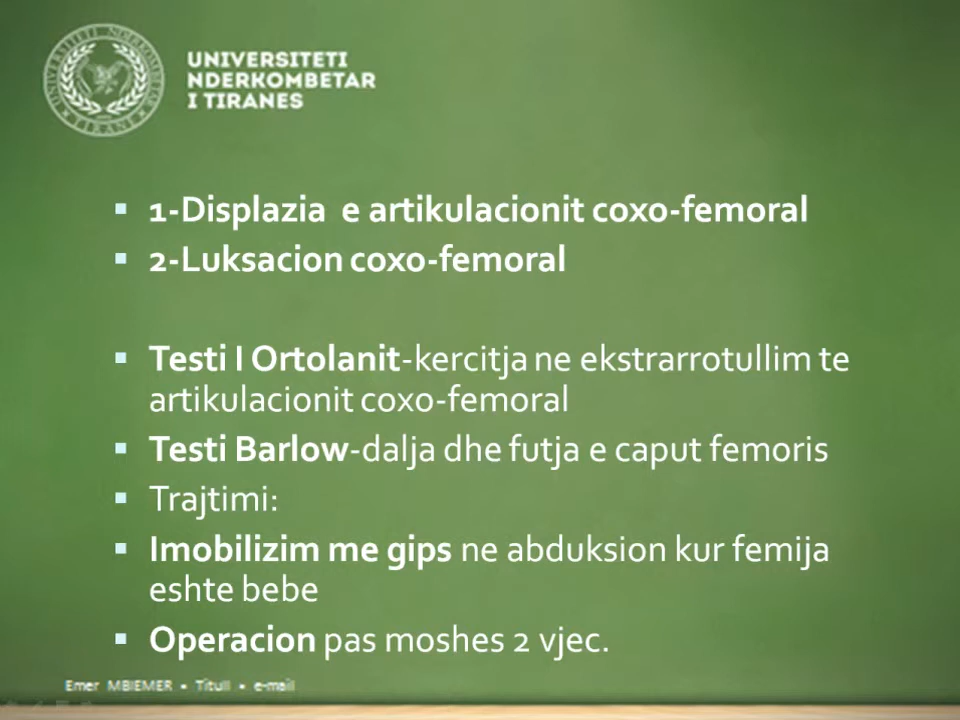 UNIVERSITETI
NDERKOMBETAR
I TIRANES
1-Displazia e artikulacionit coxo-femoral
2-Luksacion coxo-femoral
Testi I Ortolanit-kercitja ne ekstrarrotullim te
artikulacionit coxo-femoral
Testi Barlow-dalja dhe futja e caput femoris
Trajtimi:
Imobilizim me gips ne abduksion kur femija
eshte bebe
Operacion pas moshes 2 vjec.
Emer MBIEMER • Titull • e-mail